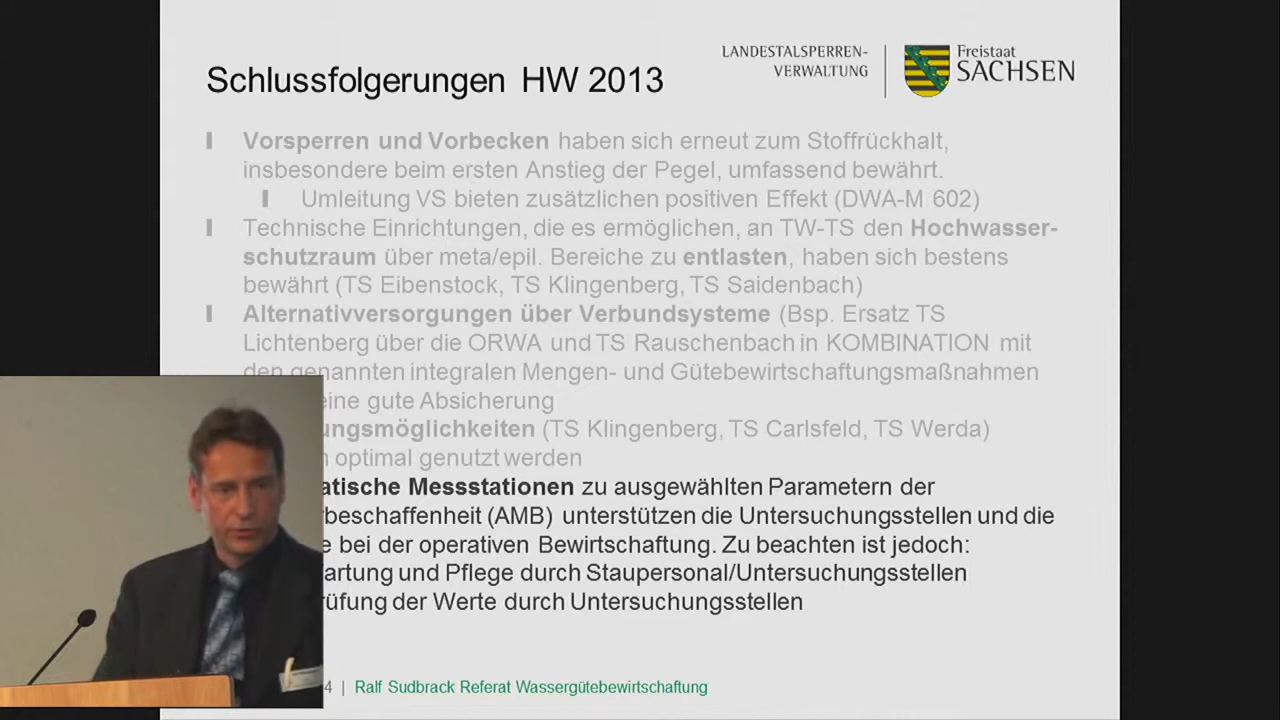 LANDESTALSPERREN-
VERWALTUNG
Freistaat
SACHSEN
Schlussfolgerungen HW 2013
Vorsperren und Vorbecken haben sich erneut zum Stoffrückhalt,
insbesondere beim ersten Anstieg der Pegel, umfassend bewährt.
Umleitung VS bieten zusätzlichen positiven Effekt (DWA-M 602)
Technische Einrichtungen, die es ermöglichen, an TW-TS den Hochwasser-
schutzraum über meta/epil. Bereiche zu entlasten, haben sich bestens
bewährt (TS Eibenstock, TS Klingenberg, TS Saidenbach)
Alternativversorgungen über Verbundsysteme (Bsp. Ersatz TS
Lichtenberg über die ORWA und TS Rauschenbach in KOMBINATION mit
den genannten integralen Mengen- und Gütebewirtschaftungsmaßnahmen
eine gute Absicherung
ungsmöglichkeiten (TS Klingenberg, TS Carlsfeld, TS Werda)
optimal genutzt werden
atische Messstationen zu ausgewählten Parametern der
rbeschaffenheit (AMB) unterstützen die Untersuchungsstellen und die
e bei der operativen Bewirtschaftung. Zu beachten ist jedoch:
artung und Pflege durch Staupersonal/Untersuchungsstellen
rüfung der Werte durch Untersuchungsstellen
4 | Ralf Sudbrack Referat Wassergütebewirtschaftung